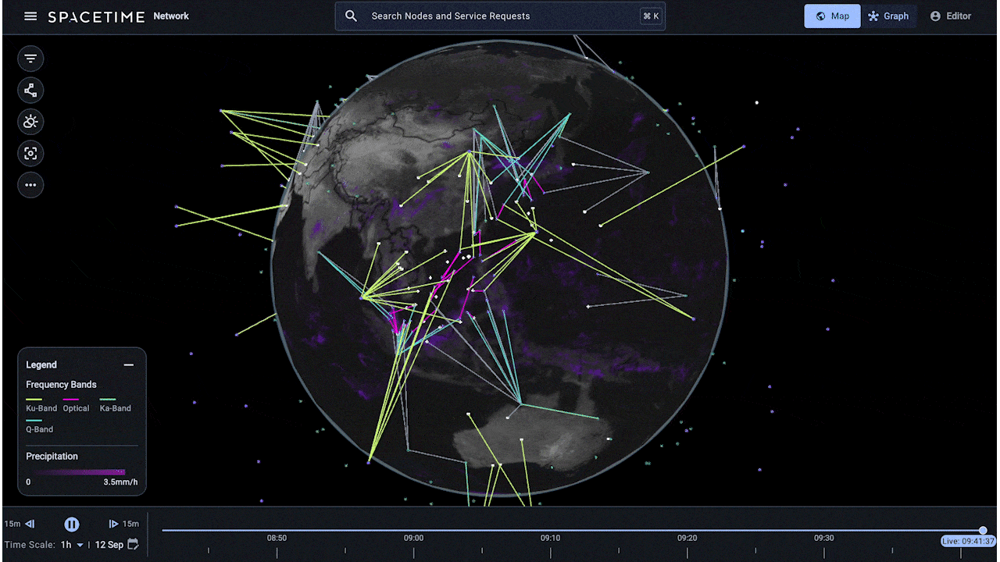 SPACETIME Network
Search Nodes and Service Requests
⌘ K
Map
Graph
Editor
Legend
Frequency Bands
Ku-Band Optical Ka-Band
Q-Band
Precipitation
0 3.5mm/h
15m 15m
Time Scale: 1h | 12 Sep
08:50 09:00 09:10 09:20 09:30
Live: 09:41:37